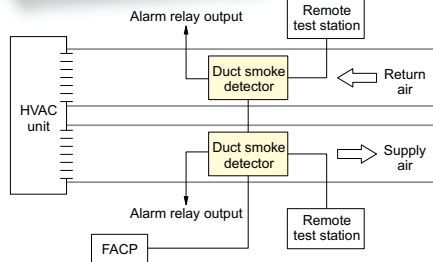 Alarm relay output
Remote
test station
Duct smoke
detector
Return
air
HVAC
unit
Duct smoke
detector
Supply
air
Alarm relay output
Remote
test station
FACP